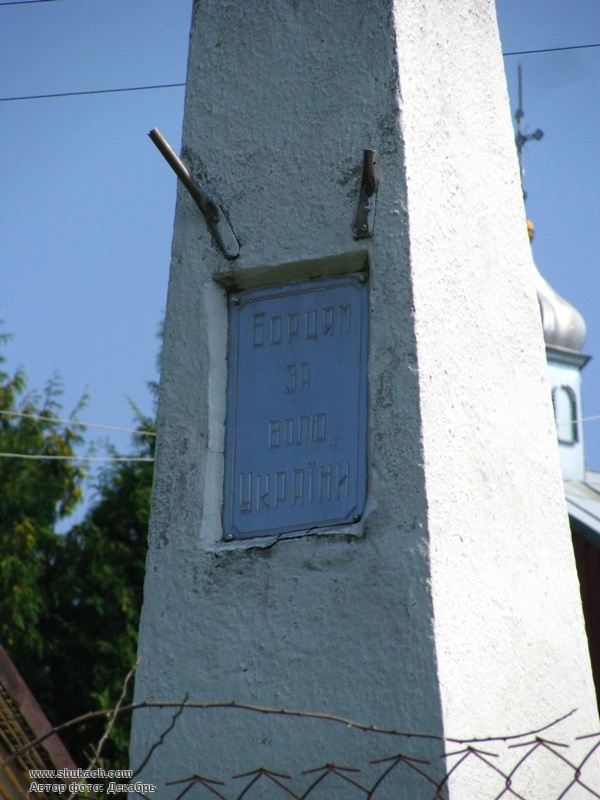 Борцям
за
волю
України
www.shukach.com
Автор фото: Декабрь